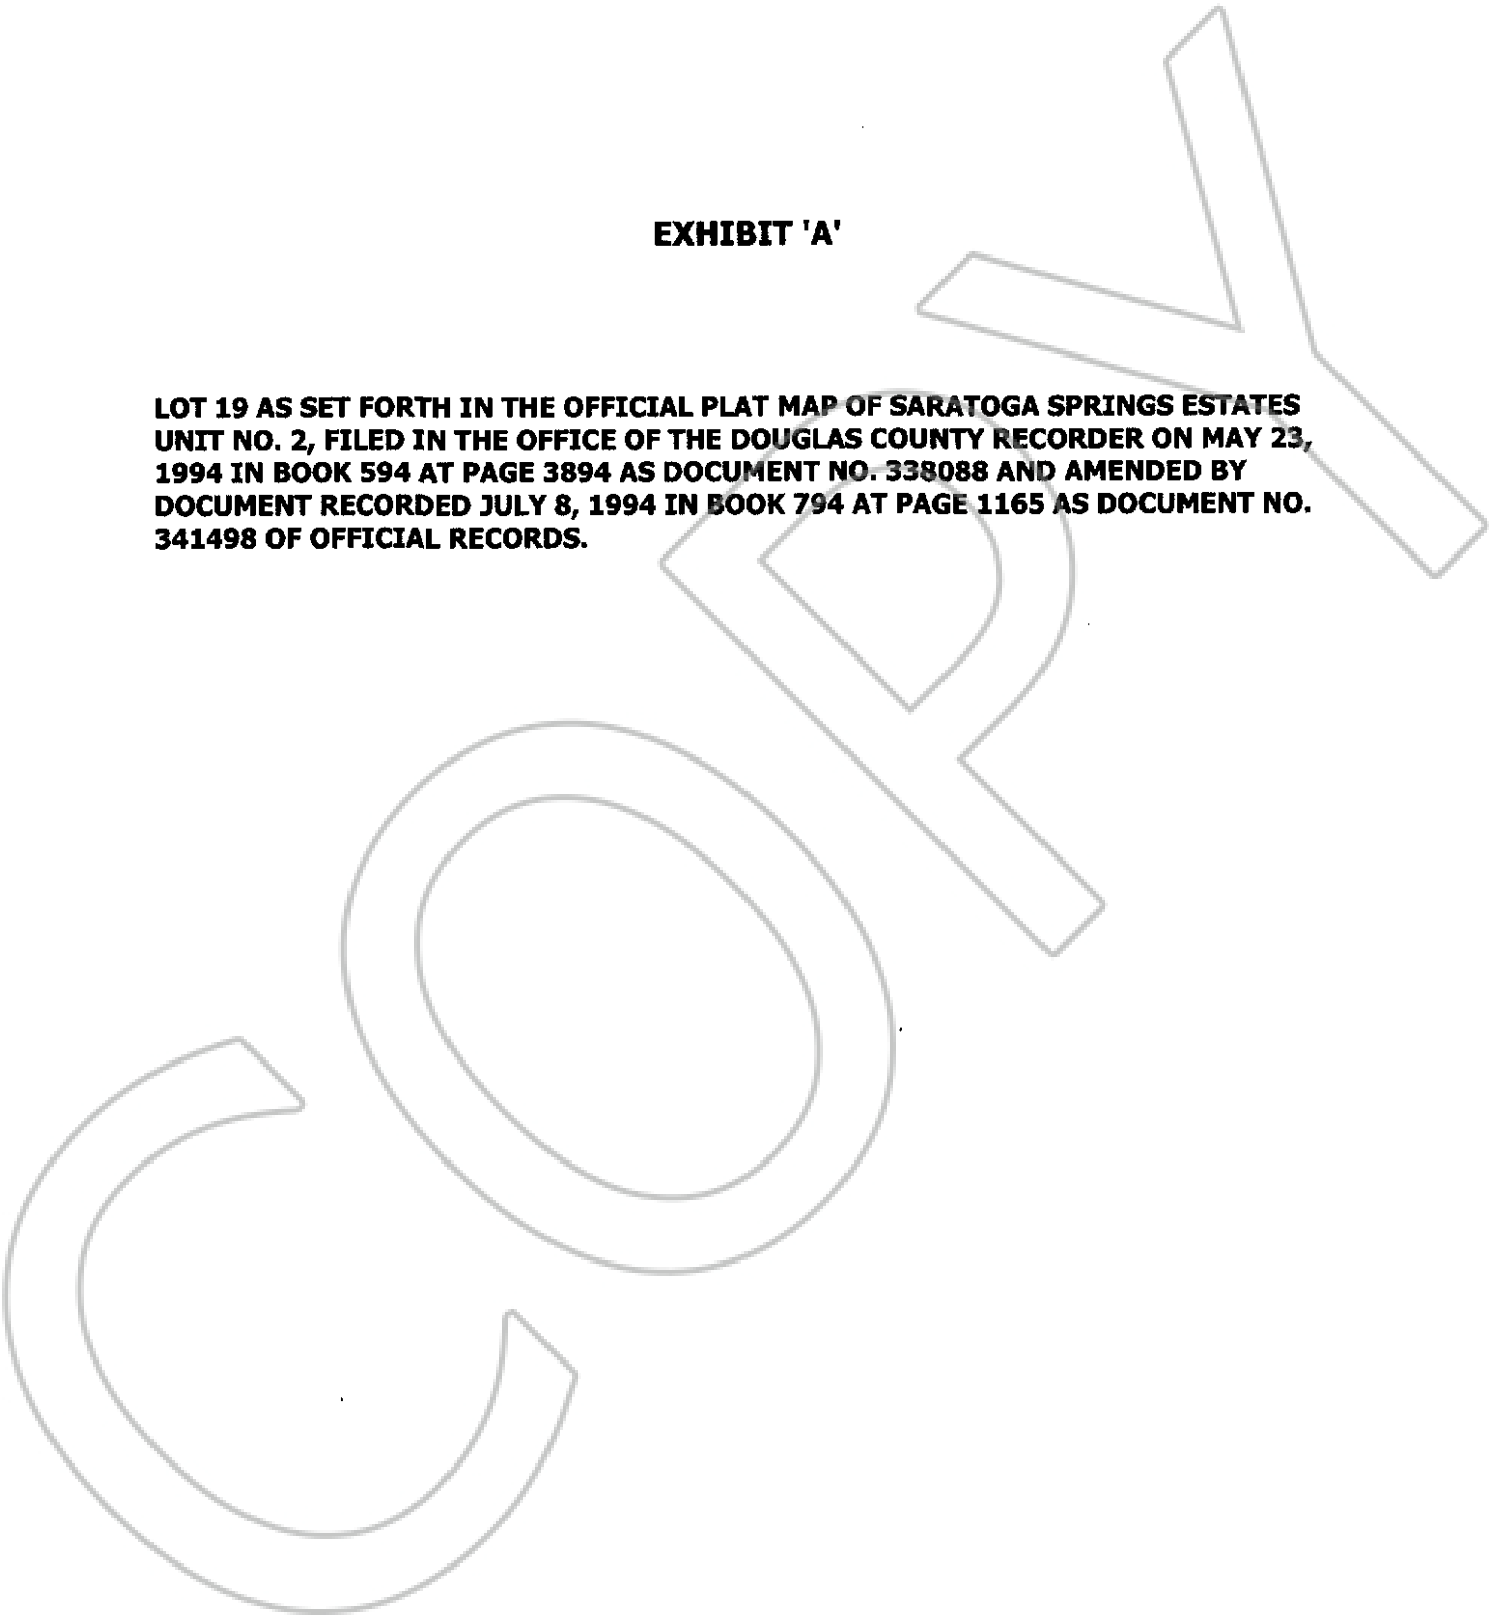 EXHIBIT 'A'
LOT 19 AS SET FORTH IN THE OFFICIAL PLAT MAP OF SARATOGA SPRINGS ESTATES
UNIT NO. 2, FILED IN THE OFFICE OF THE DOUGLAS COUNTY RECORDER ON MAY 23,
1994 IN BOOK 594 AT PAGE 3894 AS DOCUMENT NO. 338088 AND AMENDED BY
DOCUMENT RECORDED JULY 8, 1994 IN BOOK 794 AT PAGE 1165 AS DOCUMENT NO.
341498 OF OFFICIAL RECORDS.
COPY